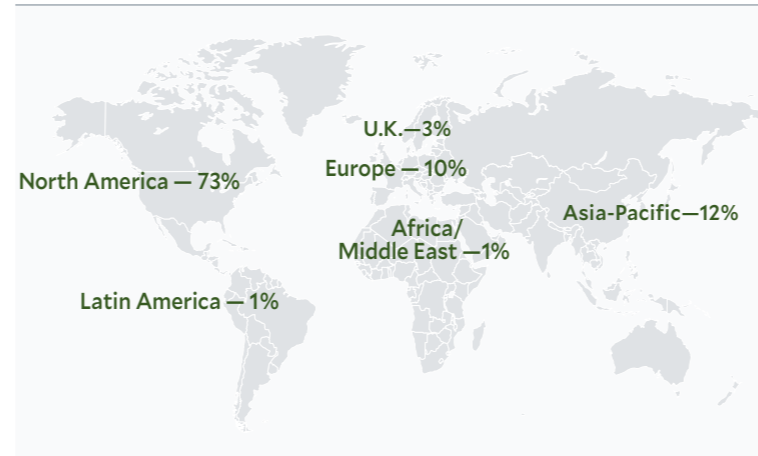 U.K.—3%
Europe — 10%
North America — 73%
Asia-Pacific—12%
Africa/
Middle East —1%
Latin America — 1%